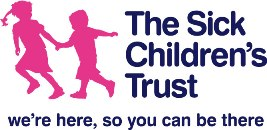 The Sick
Children's
Trust
we're here, so you can be there